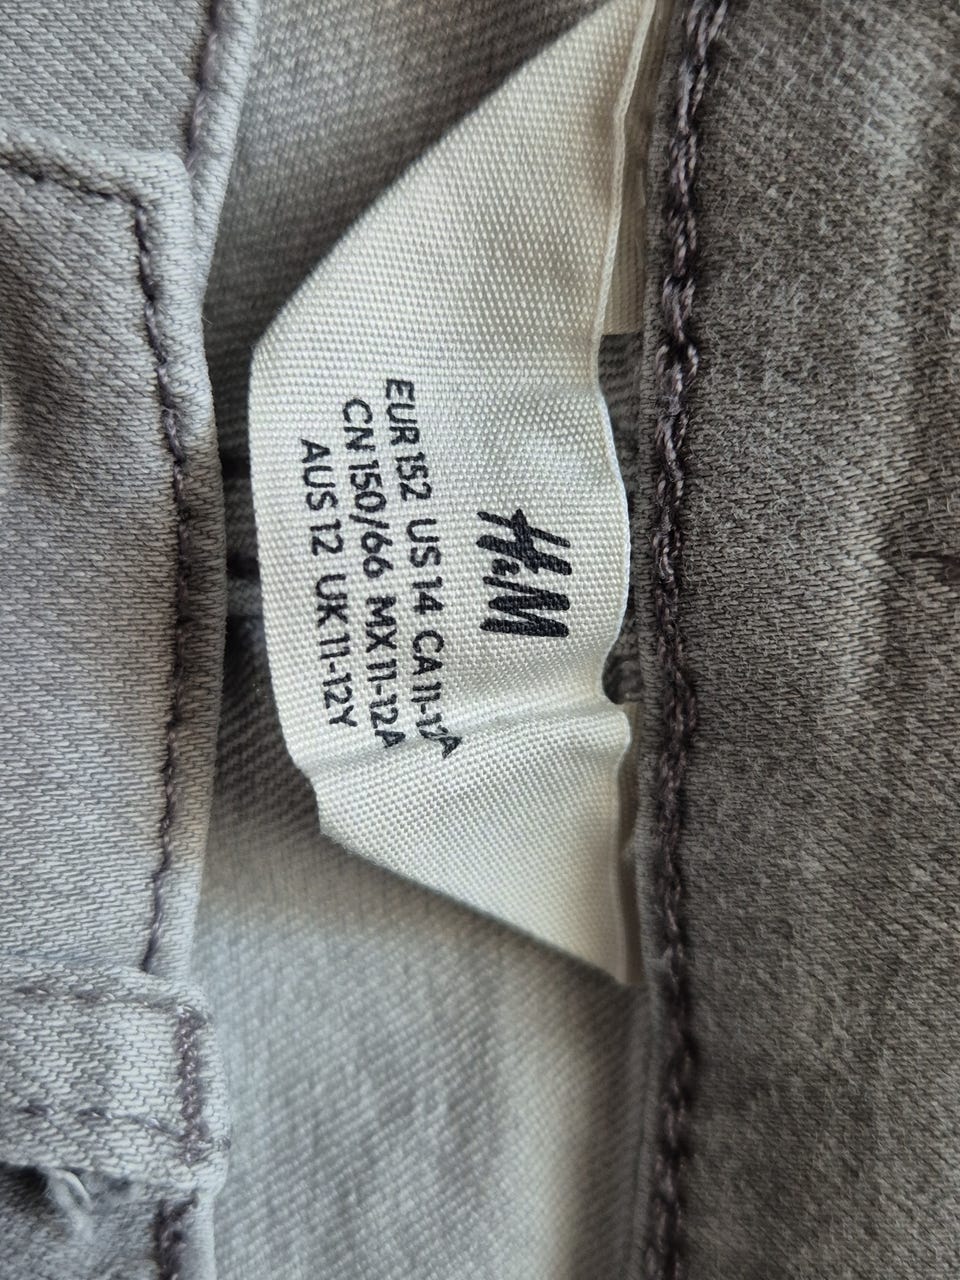 H&M
EUR 152 US 14 CA 11-12A
CN 150/66 MX 11-12A
AUS 12 UK 11-12Y